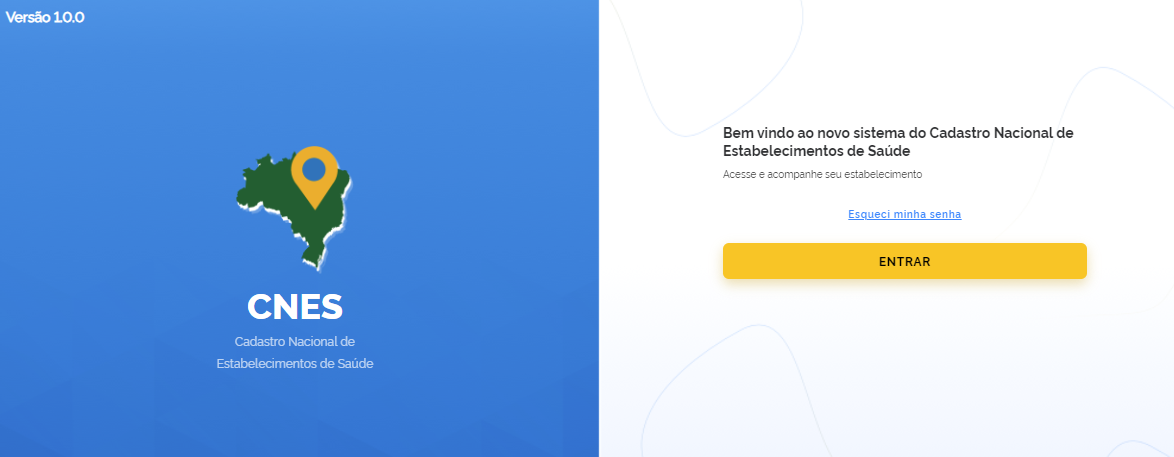 Versão 1.0.0
CNES
Cadastro Nacional de
Estabelecimentos de Saúde
Bem vindo ao novo sistema do Cadastro Nacional de
Estabelecimentos de Saúde
Acesse e acompanhe seu estabelecimento
Esqueci minha senha
ENTRAR